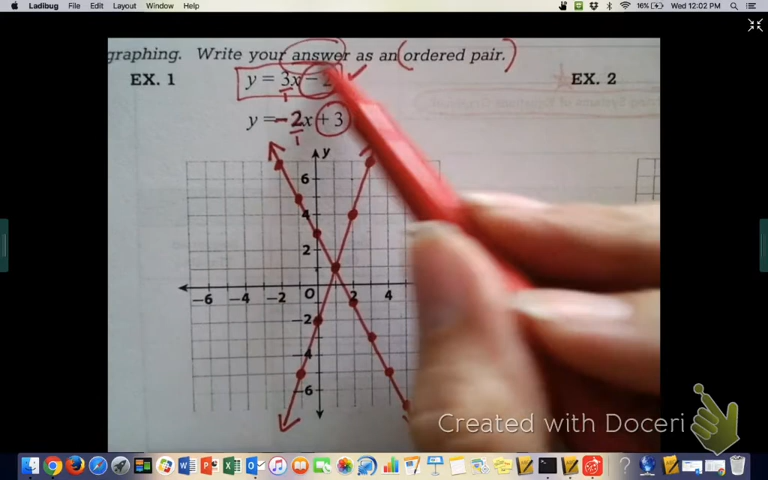 Ladibug File Edit Layout Window Help 16% Wed 12:02 PM
graphing. Write your answer as an ordered pair.
EX. 1
y = 3x − 2
1
EX. 2
y = −2x + 3
1
y
6
4
2
−6 −4 −2 O 2 4
−2
4
−6
Created with Doceri